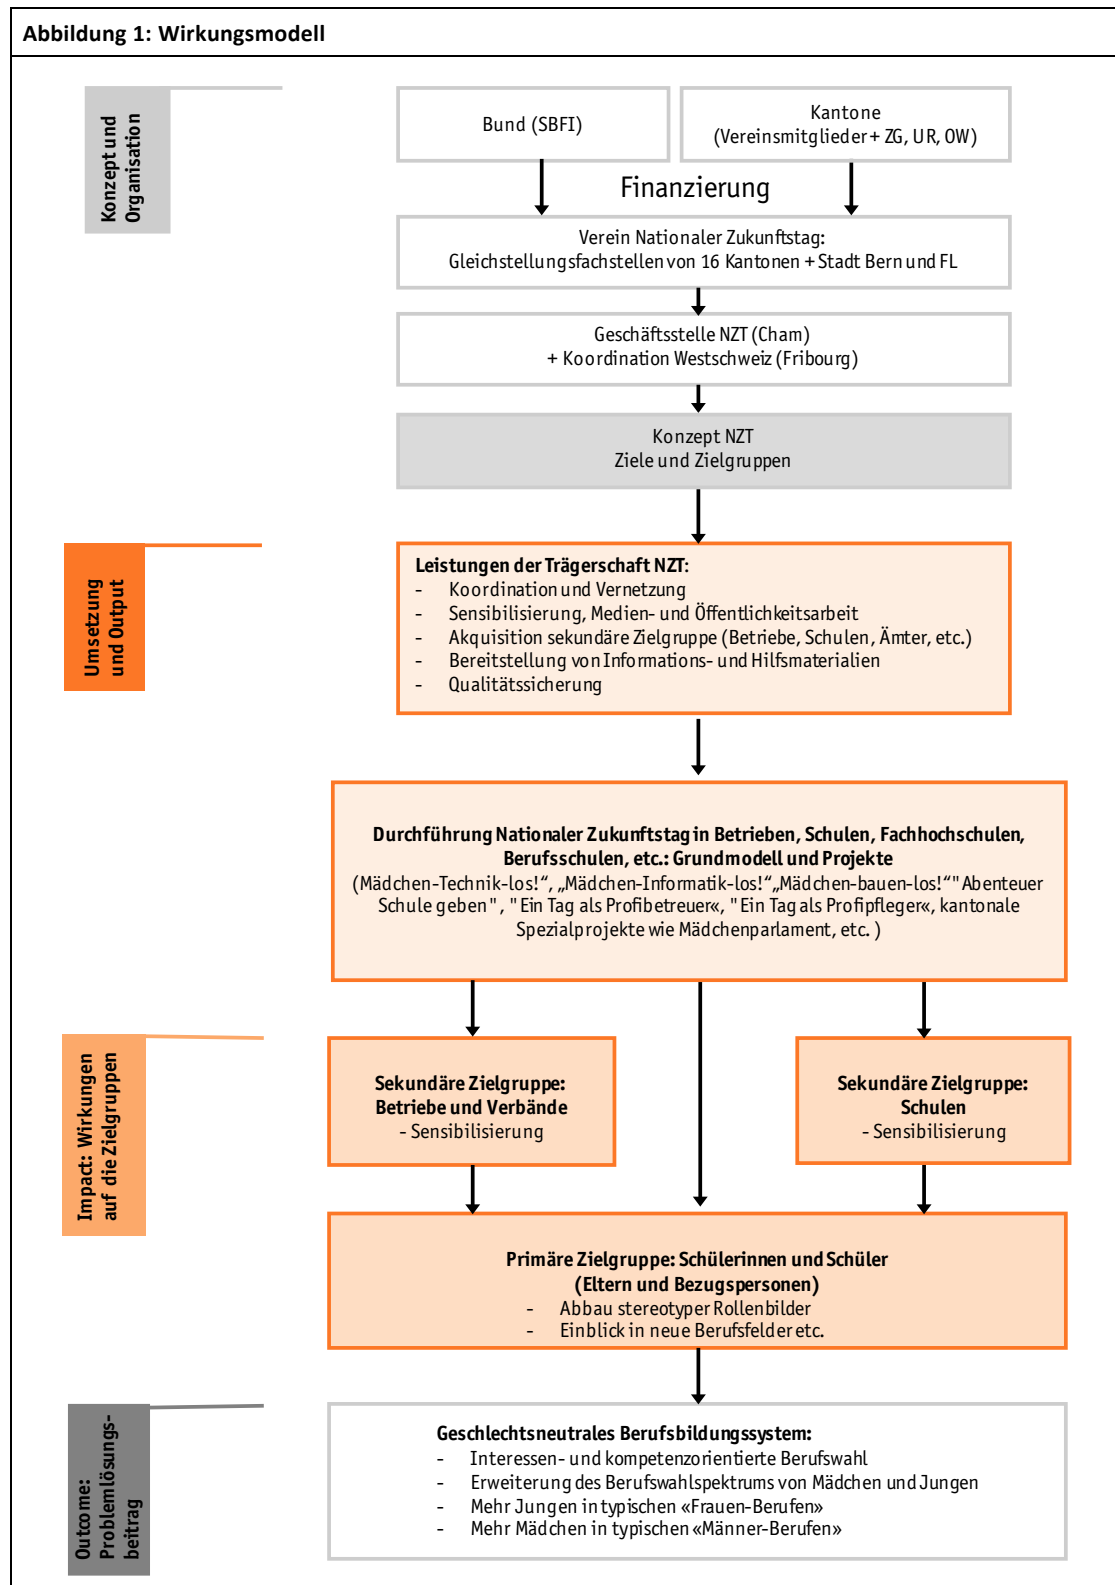 Abbildung 1: Wirkungsmodell
Konzept und
Organisation
Bund (SBFI)
Kantone
(Vereinsmitglieder + ZG, UR, OW)
Finanzierung
Verein Nationaler Zukunftstag:
Gleichstellungsfachstellen von 16 Kantonen + Stadt Bern und FL
Geschäftsstelle NZT (Cham)
+ Koordination Westschweiz (Fribourg)
Konzept NZT
Ziele und Zielgruppen
Umsetzung
und Output
Leistungen der Trägerschaft NZT:
- Koordination und Vernetzung
- Sensibilisierung, Medien- und Öffentlichkeitsarbeit
- Akquisition sekundäre Zielgruppe (Betriebe, Schulen, Ämter, etc.)
- Bereitstellung von Informations- und Hilfsmaterialien
- Qualitätssicherung
Durchführung Nationaler Zukunftstag in Betrieben, Schulen, Fachhochschulen,
Berufsschulen, etc.: Grundmodell und Projekte
(Mädchen-Technik-los!“, „Mädchen-Informatik-los!“„Mädchen-bauen-los!“" Abenteuer
Schule geben", "Ein Tag als Profibetreuer«, "Ein Tag als Profipfleger«, kantonale
Spezialprojekte wie Mädchenparlament, etc. )
Impact: Wirkungen
auf die Zielgruppen
Sekundäre Zielgruppe:
Betriebe und Verbände
- Sensibilisierung
Sekundäre Zielgruppe:
Schulen
- Sensibilisierung
Primäre Zielgruppe: Schülerinnen und Schüler
(Eltern und Bezugspersonen)
- Abbau stereotyper Rollenbilder
- Einblick in neue Berufsfelder etc.
Outcome:
Problemlösungs-
beitrag
Geschlechtsneutrales Berufsbildungssystem:
- Interessen- und kompetenzorientierte Berufswahl
- Erweiterung des Berufswahlspektrums von Mädchen und Jungen
- Mehr Jungen in typischen «Frauen-Berufen»
- Mehr Mädchen in typischen «Männer-Berufen»